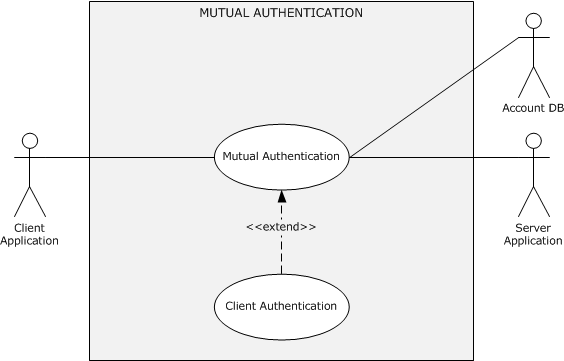 MUTUAL AUTHENTICATION
Account DB
Mutual Authentication
Client
Application
Server
Application
<<extend>>
Client Authentication